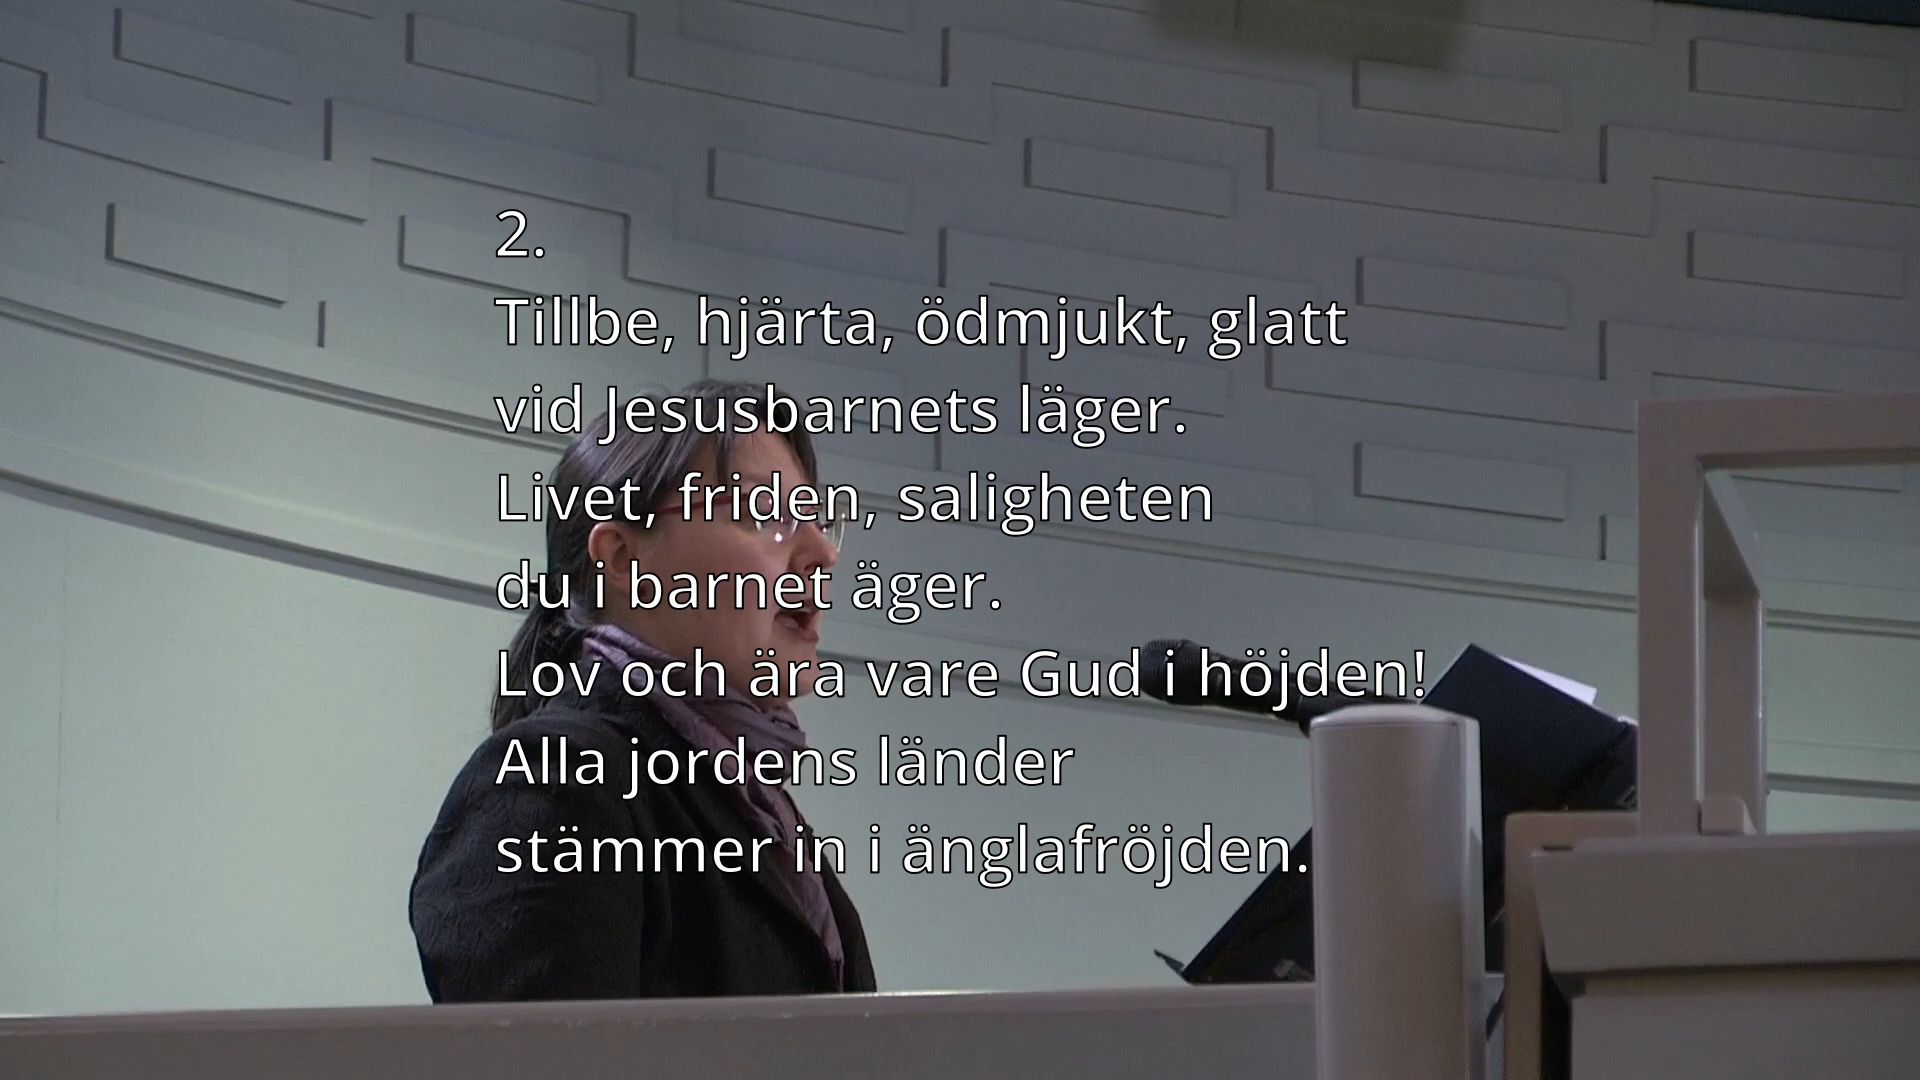 2.
Tillbe, hjärta, ödmjukt, glatt
vid Jesusbarnets läger.
Livet, friden, saligheten
du i barnet äger.
Lov och ära vare Gud i höjden!
Alla jordens länder
stämmer in i änglafröjden.